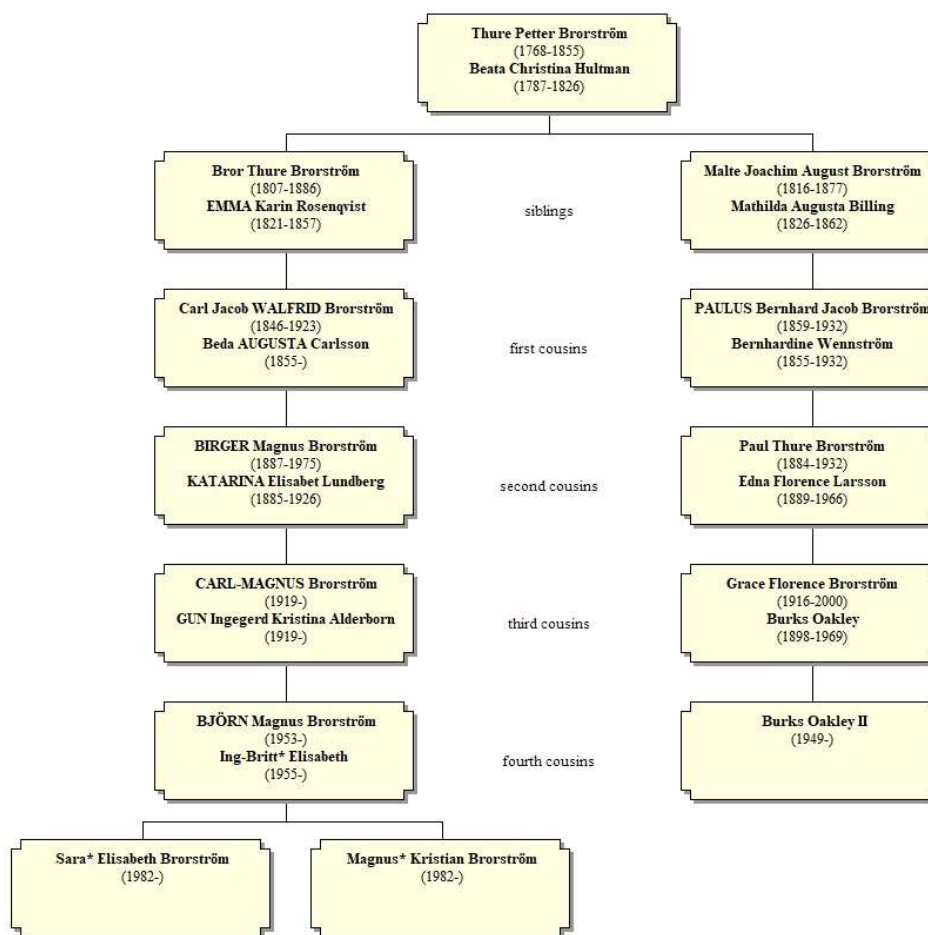 Thure Petter Brorström
(1768-1855)
Beata Christina Hultman
(1787-1826)
Bror Thure Brorström
(1807-1886)
EMMA Karin Rosenqvist
(1821-1857)
siblings
Malte Joachim August Brorström
(1816-1877)
Mathilda Augusta Billing
(1826-1862)
Carl Jacob WALFRID Brorström
(1846-1923)
Beda AUGUSTA Carlsson
(1855-)
first cousins
PAULUS Bernhard Jacob Brorström
(1859-1932)
Bernhardine Wennström
(1855-1932)
BIRGER Magnus Brorström
(1887-1975)
KATARINA Elisabet Lundberg
(1885-1926)
second cousins
Paul Thure Brorström
(1884-1932)
Edna Florence Larsson
(1889-1966)
CARL-MAGNUS Brorström
(1919-)
GUN Ingegerd Kristina Alderborn
(1919-)
third cousins
Grace Florence Brorström
(1916-2000)
Burks Oakley
(1898-1969)
BJÖRN Magnus Brorström
(1953-)
Ing-Britt* Elisabeth
(1955-)
fourth cousins
Burks Oakley II
(1949-)
Sara* Elisabeth Brorström
(1982-)
Magnus* Kristian Brorström
(1982-)